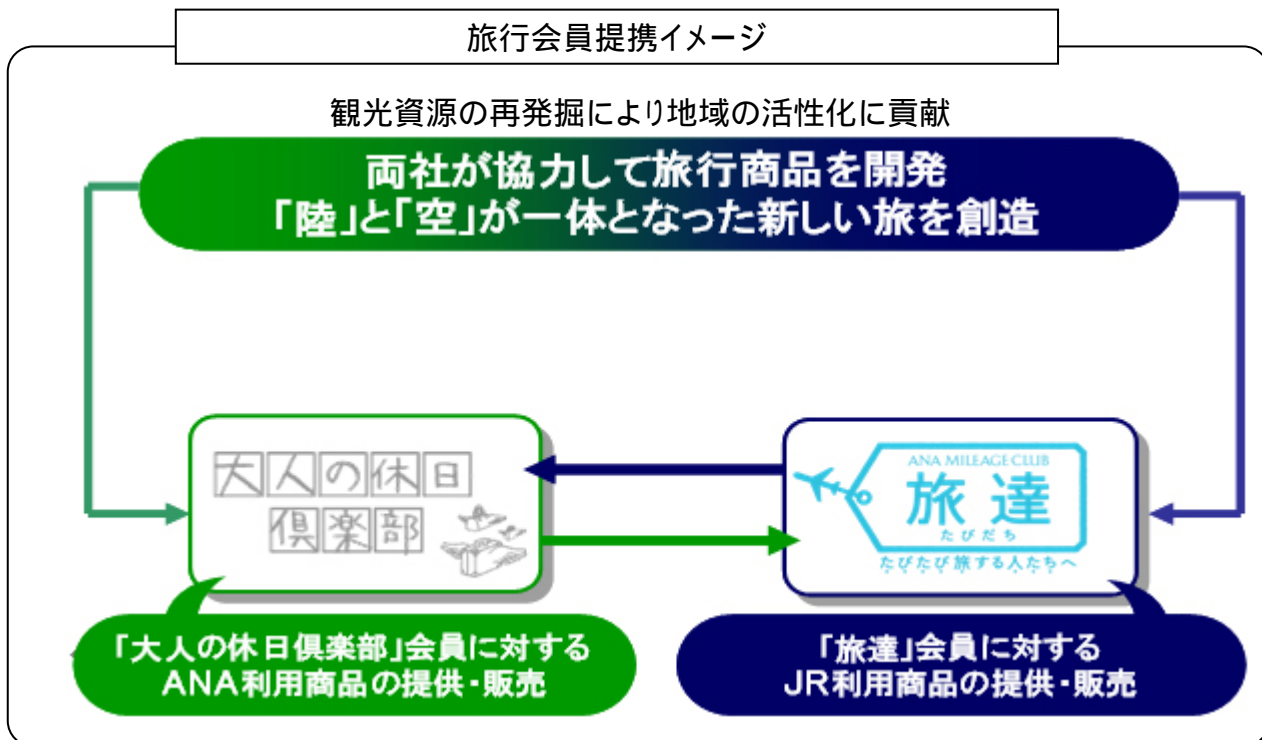 旅行会員提携イメージ
観光資源の再発掘により地域の活性化に貢献
両社が協力して旅行商品を開発
「陸」と「空」が一体となった新しい旅を創造
大人の休日
倶楽部
ANA MILEAGE CLUB
旅達
たびだち
たびたび旅する人たちへ
「大人の休日倶楽部」会員に対する
ANA利用商品の提供・販売
「旅達」会員に対する
JR利用商品の提供・販売